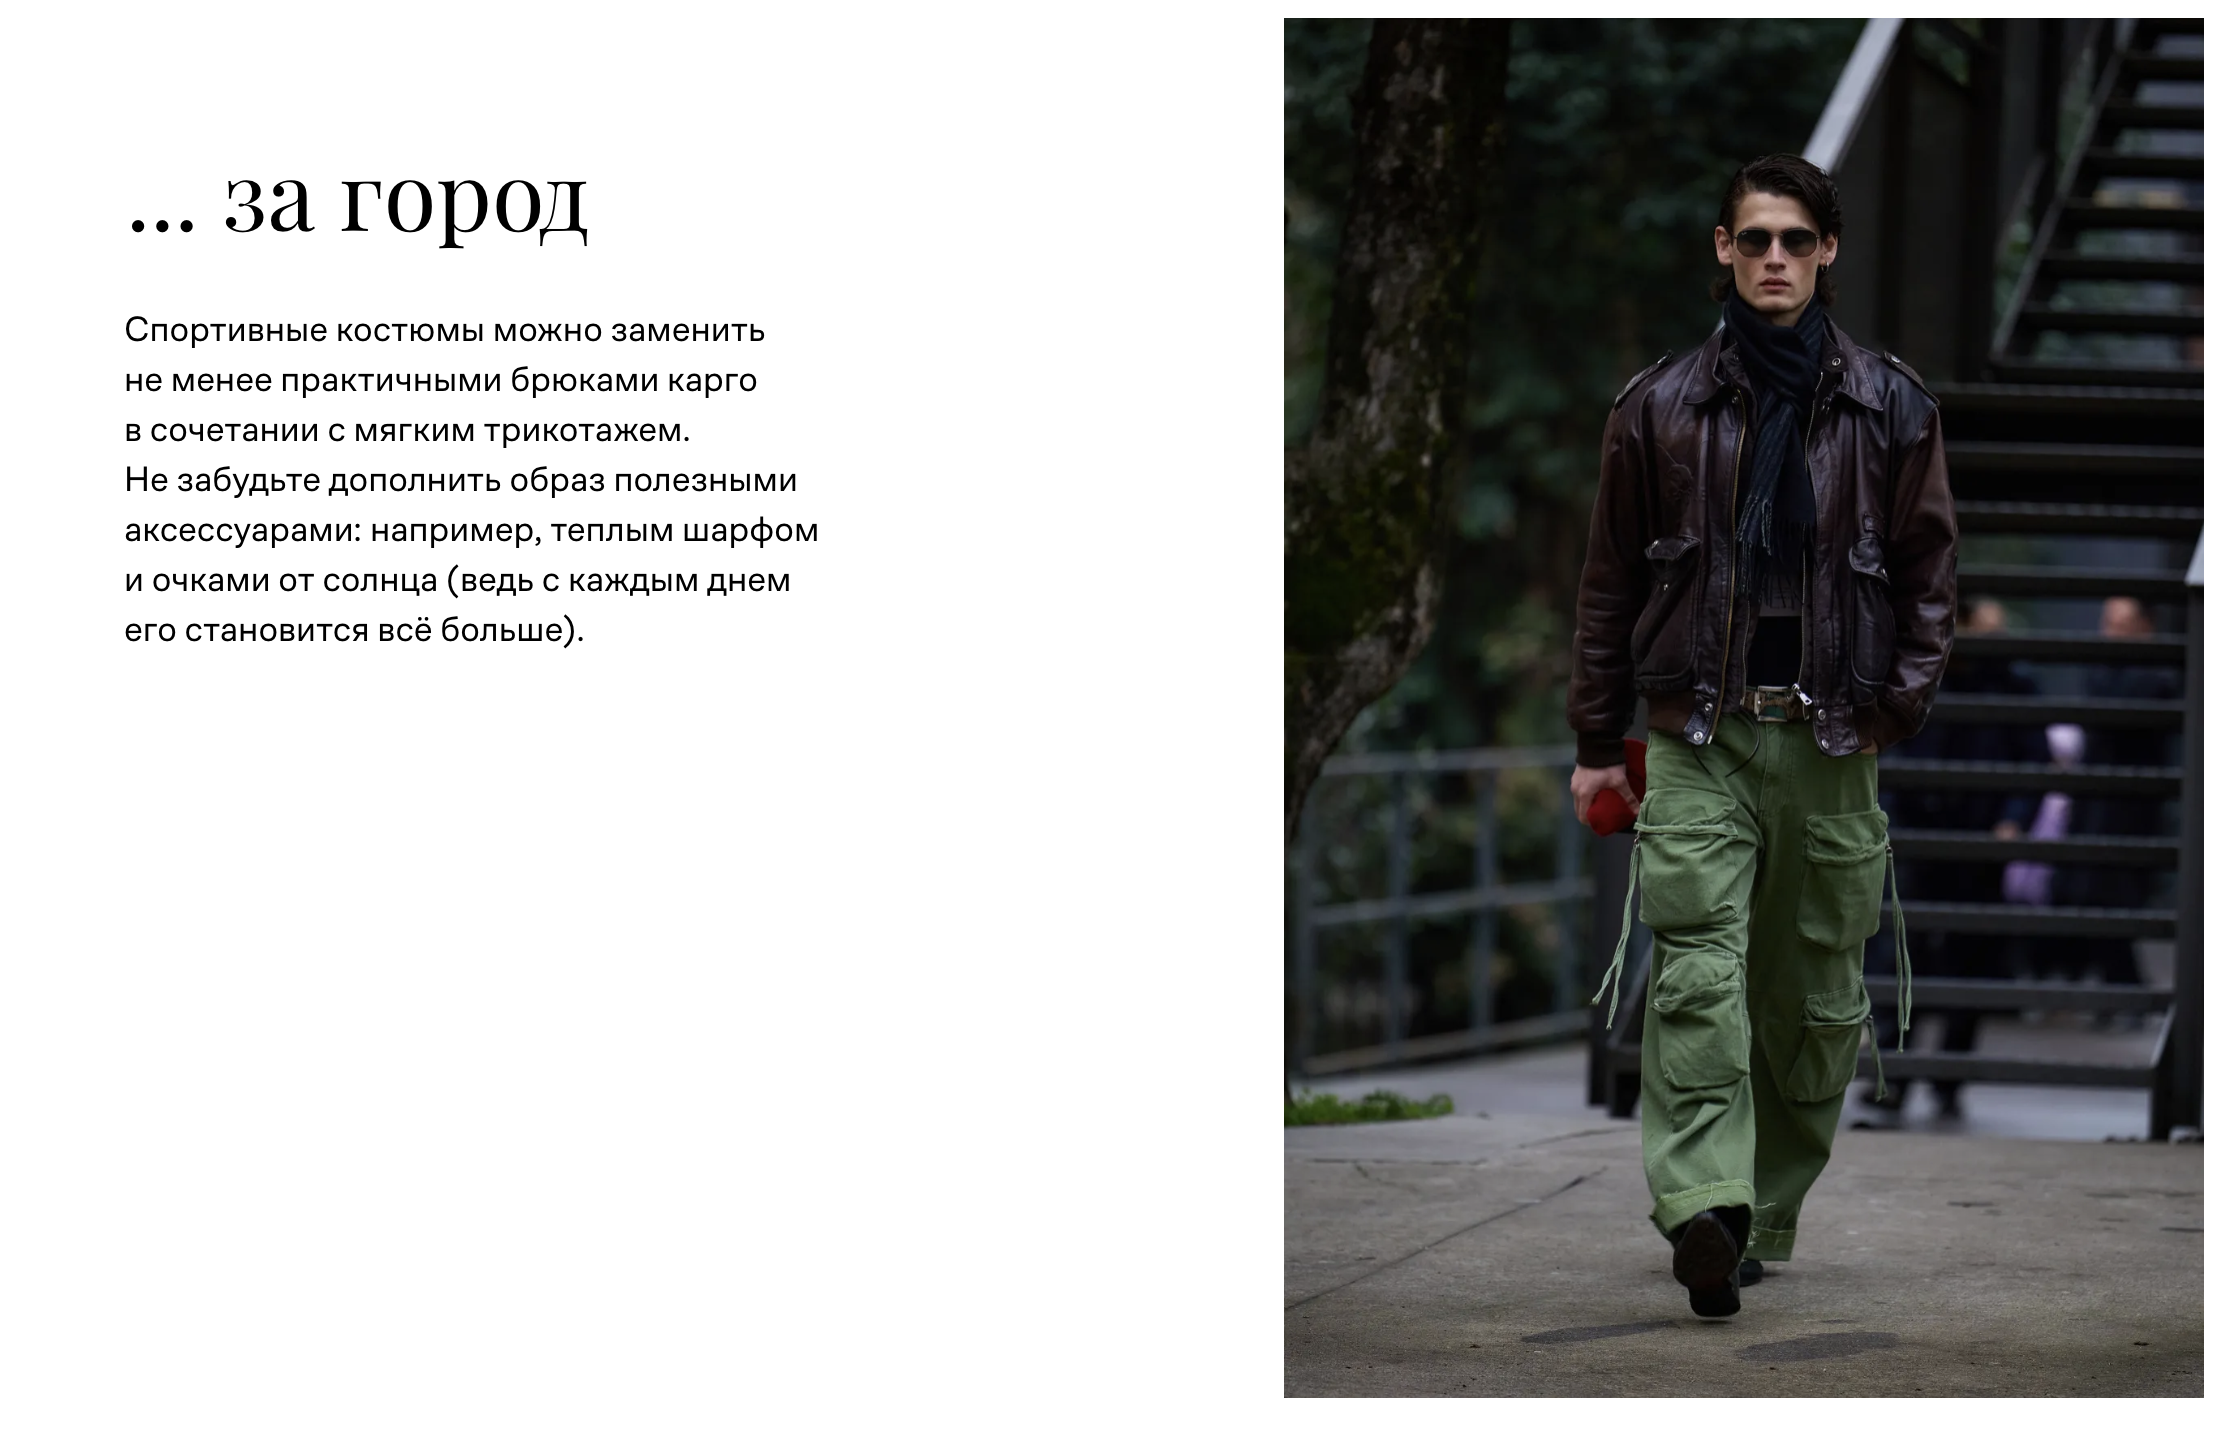 ... за город
Спортивные костюмы можно заменить
не менее практичными брюками карго
в сочетании с мягким трикотажем.
Не забудьте дополнить образ полезными
аксессуарами: например, теплым шарфом
и очками от солнца (ведь с каждым днем
его становится всё больше).